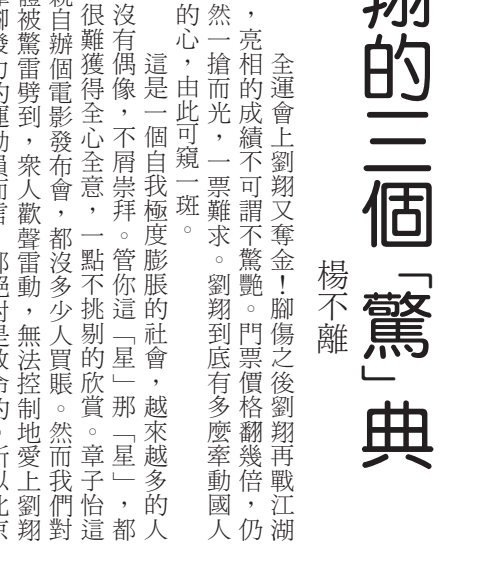 翔的三個「驚」典
楊不離
全運會上劉翔又奪金！腳傷之後劉翔再戰江湖
，亮相的成績不可謂不驚艷。門票價格翻幾倍，仍
然一搶而光，一票難求。劉翔到底有多麼牽動國人
的心，由此可窺一斑。
這是一個自我極度膨脹的社會，越來越多的人
沒有偶像，不屑崇拜。管你這「星」那「星」，都
很難獲得全心全意，一點不挑剔的欣賞。章子怡這
親自辦個電影發布會，都沒多少人買賬。然而我們對
體被驚雷劈到，衆人歡聲雷動，無法控制地愛上劉翔